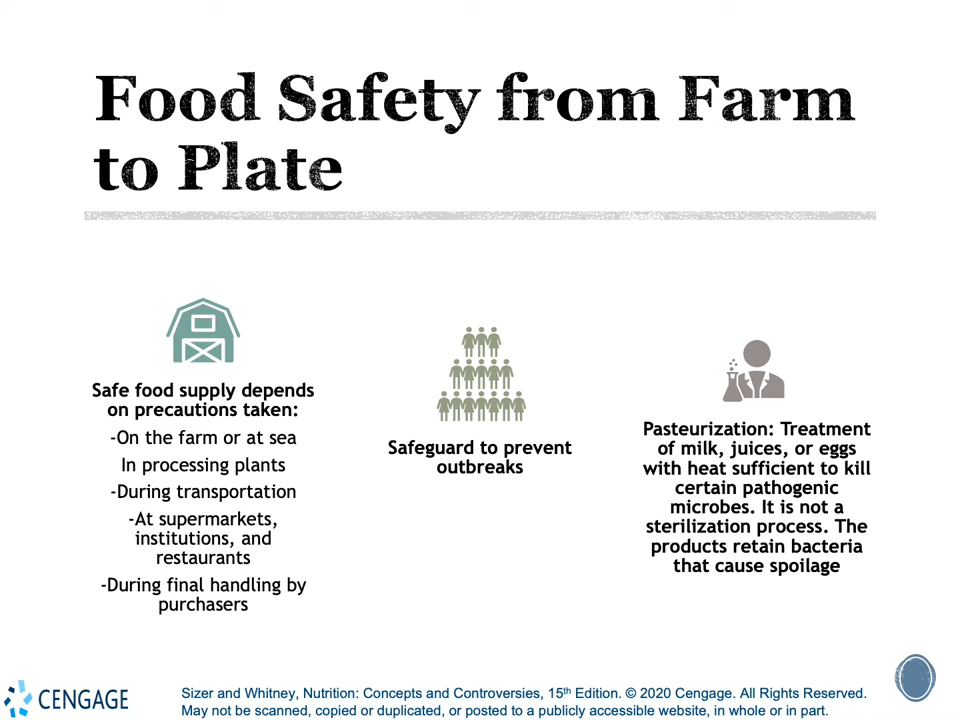 Food Safety from Farm
to Plate
Safe food supply depends
on precautions taken:
-On the farm or at sea
In processing plants
-During transportation
-At supermarkets,
institutions, and
restaurants
-During final handling by
purchasers
Safeguard to prevent
outbreaks
Pasteurization: Treatment
of milk, juices, or eggs
with heat sufficient to kill
certain pathogenic
microbes. It is not a
sterilization process. The
products retain bacteria
that cause spoilage
CENGAGE
Sizer and Whitney, Nutrition: Concepts and Controversies, 15th Edition. © 2020 Cengage. All Rights Reserved.
May not be scanned, copied or duplicated, or posted to a publicly accessible website, in whole or in part.